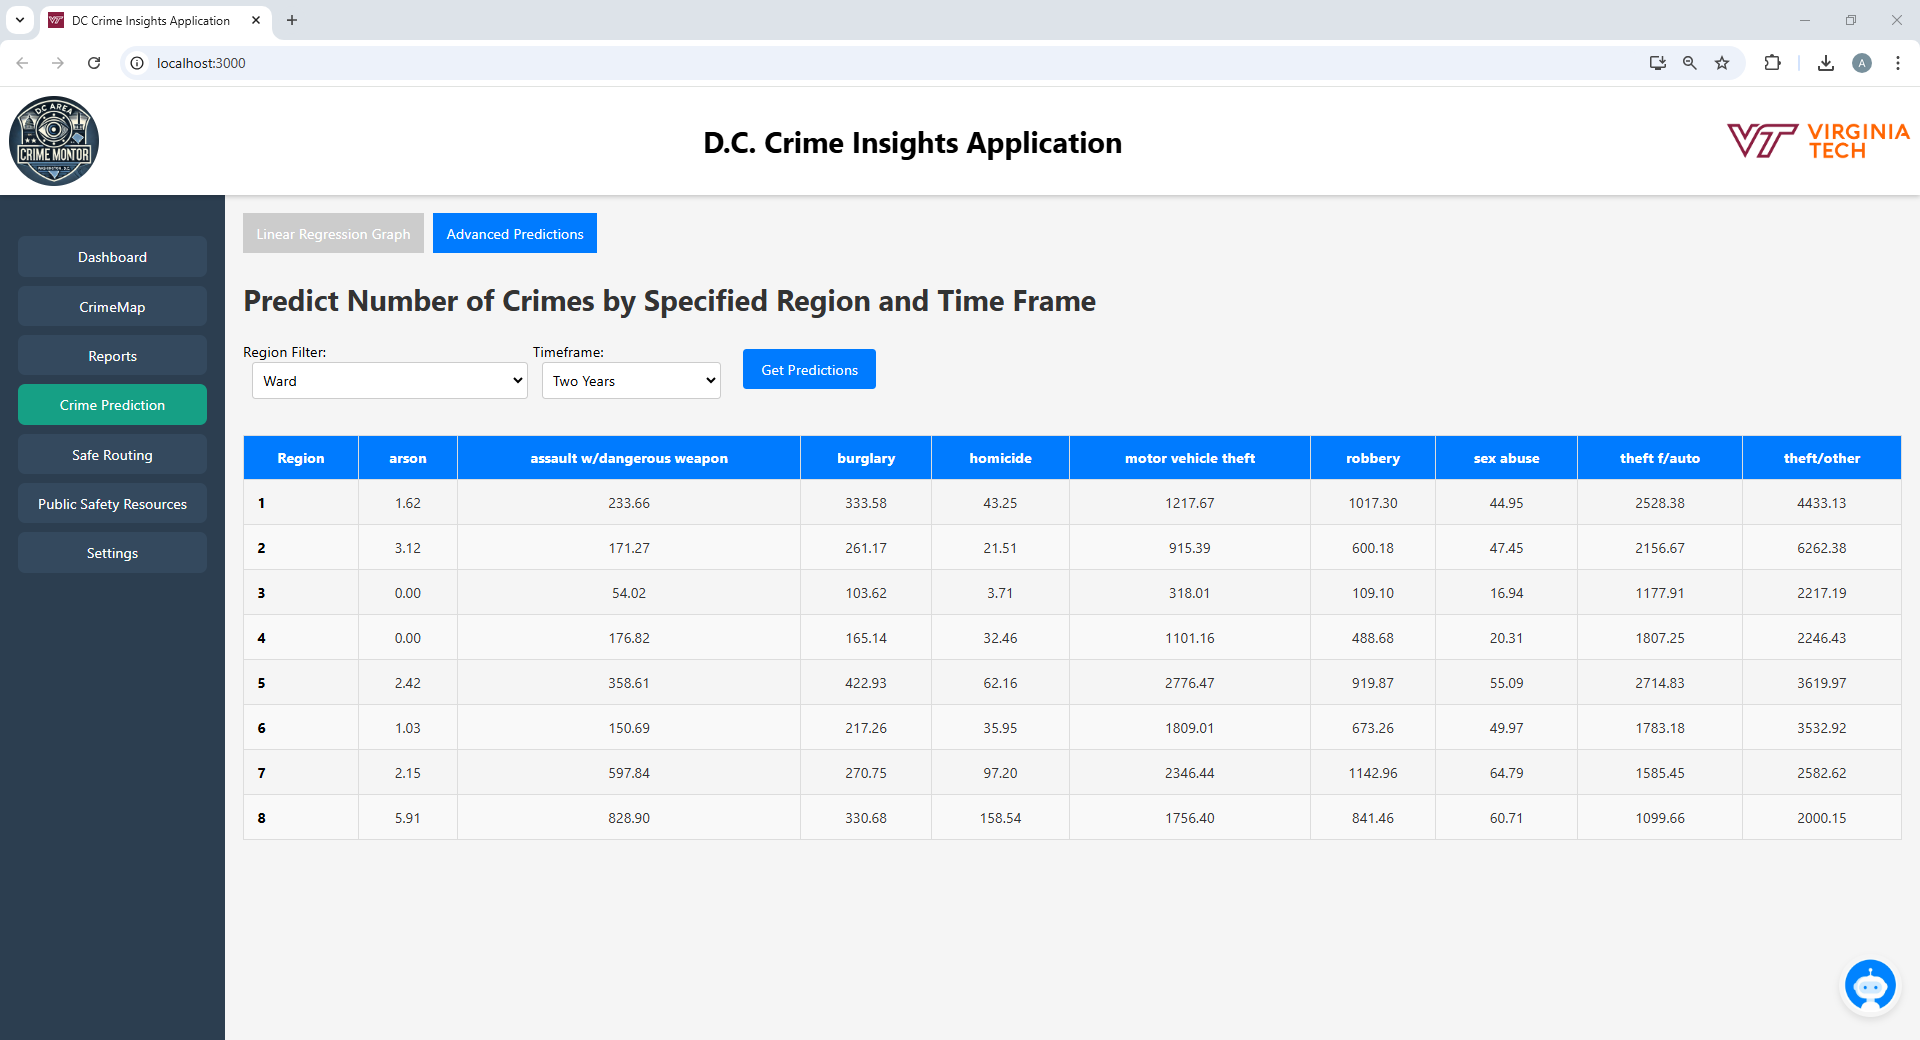 DC Crime Insights Application
localhost:3000
A
DC AREA
CRIME MONTOR
WASHINGTON, D.C.
D.C. Crime Insights Application
VT VIRGINIA
TECH
Dashboard
CrimeMap
Reports
Crime Prediction
Safe Routing
Public Safety Resources
Settings
Linear Regression Graph Advanced Predictions
Predict Number of Crimes by Specified Region and Time Frame
Region Filter: Timeframe:
Ward Two Years Get Predictions
Region arson assault w/dangerous weapon burglary homicide motor vehicle theft robbery sex abuse theft f/auto theft/other
1 1.62 233.66 333.58 43.25 1217.67 1017.30 44.95 2528.38 4433.13
2 3.12 171.27 261.17 21.51 915.39 600.18 47.45 2156.67 6262.38
3 0.00 54.02 103.62 3.71 318.01 109.10 16.94 1177.91 2217.19
4 0.00 176.82 165.14 32.46 1101.16 488.68 20.31 1807.25 2246.43
5 2.42 358.61 422.93 62.16 2776.47 919.87 55.09 2714.83 3619.97
6 1.03 150.69 217.26 35.95 1809.01 673.26 49.97 1783.18 3532.92
7 2.15 597.84 270.75 97.20 2346.44 1142.96 64.79 1585.45 2582.62
8 5.91 828.90 330.68 158.54 1756.40 841.46 60.71 1099.66 2000.15